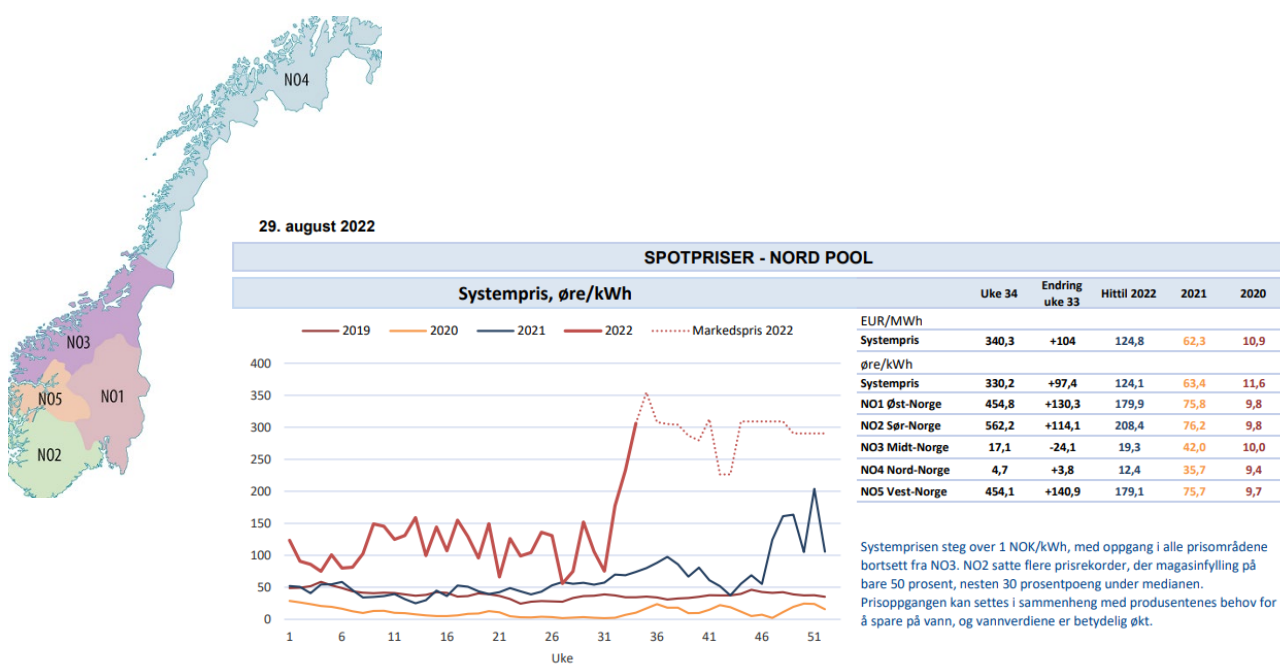 NO4
NO3
NO5
NO1
NO2
29. august 2022
SPOTPRISER - NORD POOL
Systempris, øre/kWh
2019 2020 2021 2022 Markedspris 2022
400
350
300
250
200
150
100
50
0
1 6 11 16 21 26 31 36 41 46 51
Uke
Uke 34 Endring uke 33 Hittil 2022 2021 2020
EUR/MWh
Systempris 340,3 +104 124,8 62,3 10,9
øre/kWh
Systempris 330,2 +97,4 124,1 63,4 11,6
NO1 Øst-Norge 454,8 +130,3 179,9 75,8 9,8
NO2 Sør-Norge 562,2 +114,1 208,4 76,2 9,8
NO3 Midt-Norge 17,1 -24,1 19,3 42,0 10,0
NO4 Nord-Norge 4,7 +3,8 12,4 35,7 9,4
NO5 Vest-Norge 454,1 +140,9 179,1 75,7 9,7
Systemprisen steg over 1 NOK/kWh, med oppgang i alle prisområdene
bortsett fra NO3. NO2 satte flere prisrekorder, der magasinfylling på
bare 50 prosent, nesten 30 prosentpoeng under medianen.
Prisoppgangen kan settes i sammenheng med produsentenes behov for
å spare på vann, og vannverdiene er betydelig økt.